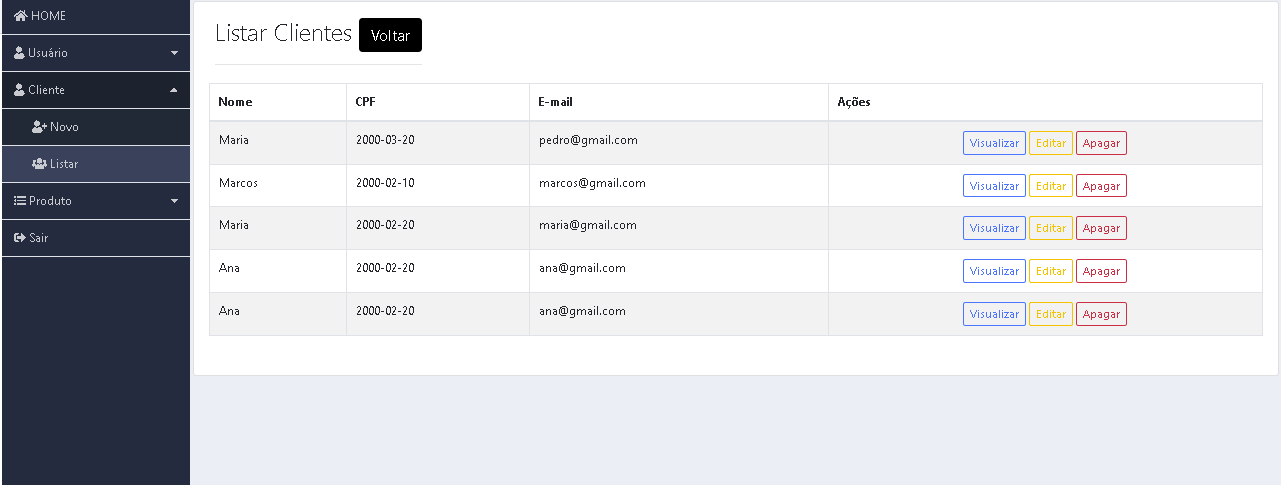 HOME
Usuário
Cliente
Novo
Listar
Produto
Sair
Listar Clientes Voltar
Nome CPF E-mail Ações
Maria 2000-03-20 pedro@gmail.com Visualizar Editar Apagar
Marcos 2000-02-10 marcos@gmail.com Visualizar Editar Apagar
Maria 2000-02-20 maria@gmail.com Visualizar Editar Apagar
Ana 2000-02-20 ana@gmail.com Visualizar Editar Apagar
Ana 2000-02-20 ana@gmail.com Visualizar Editar Apagar